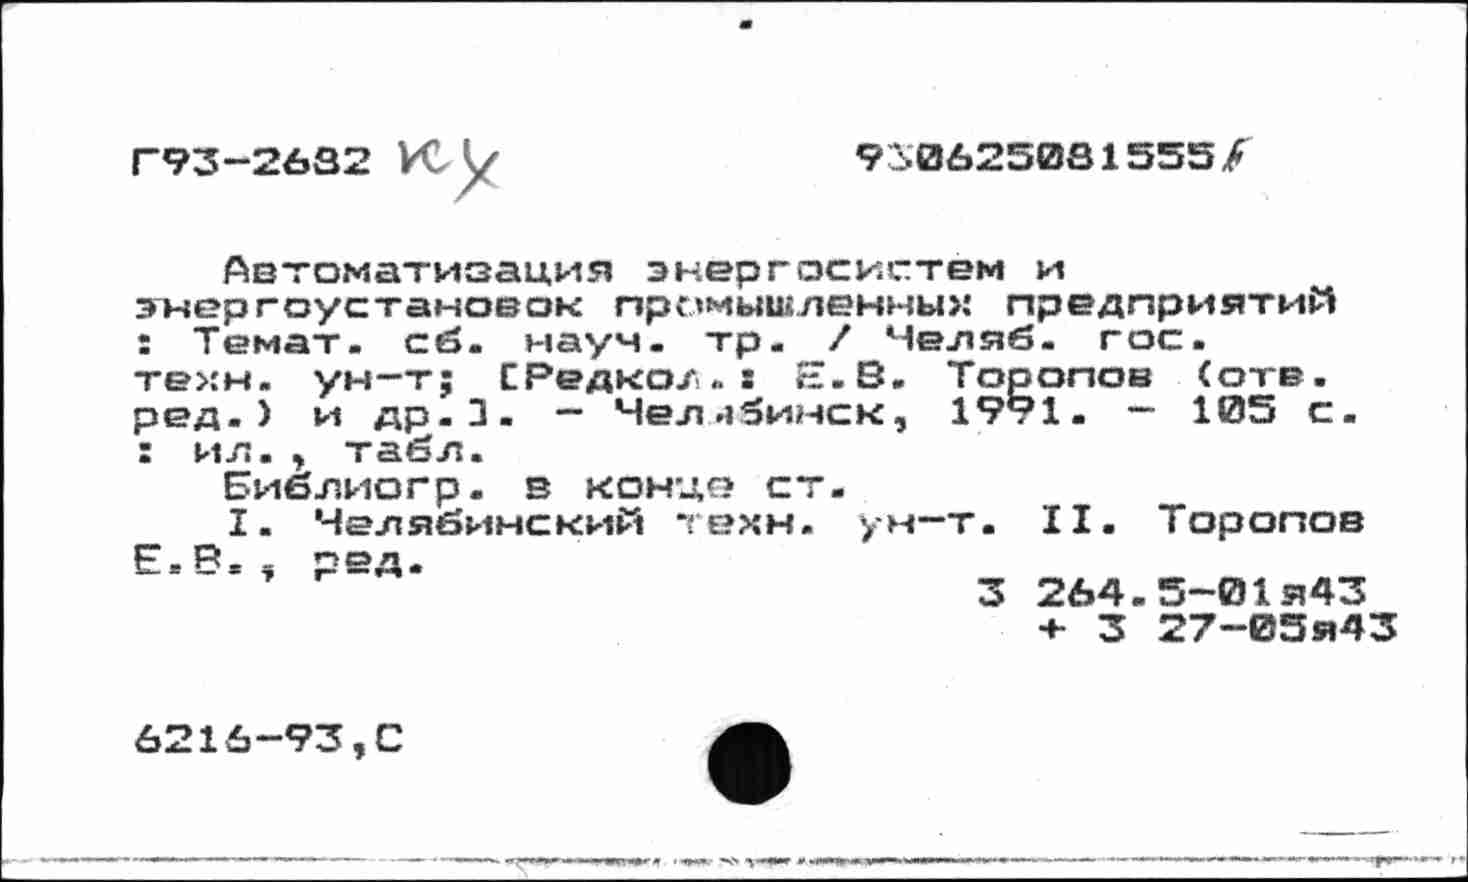 Г93-2682 КХ 930625081555
Автоматизация энергосистем и
энергоустановок промышленных предприятий
: Темат. сб. науч. тр. / Челяб. гос.
техн. ун-т; [Редкол.: Е.В. Торопов (отв.
ред.) и др.]. - Челябинск, 1991. - 105 с.
: ил., табл.
Библиогр. в конце ст.
I. Челябинский техн. ун-т. II. Торопов
Е.В., ред.
3 264.5-01я43
+ 3 27-05я43
6216-93,С